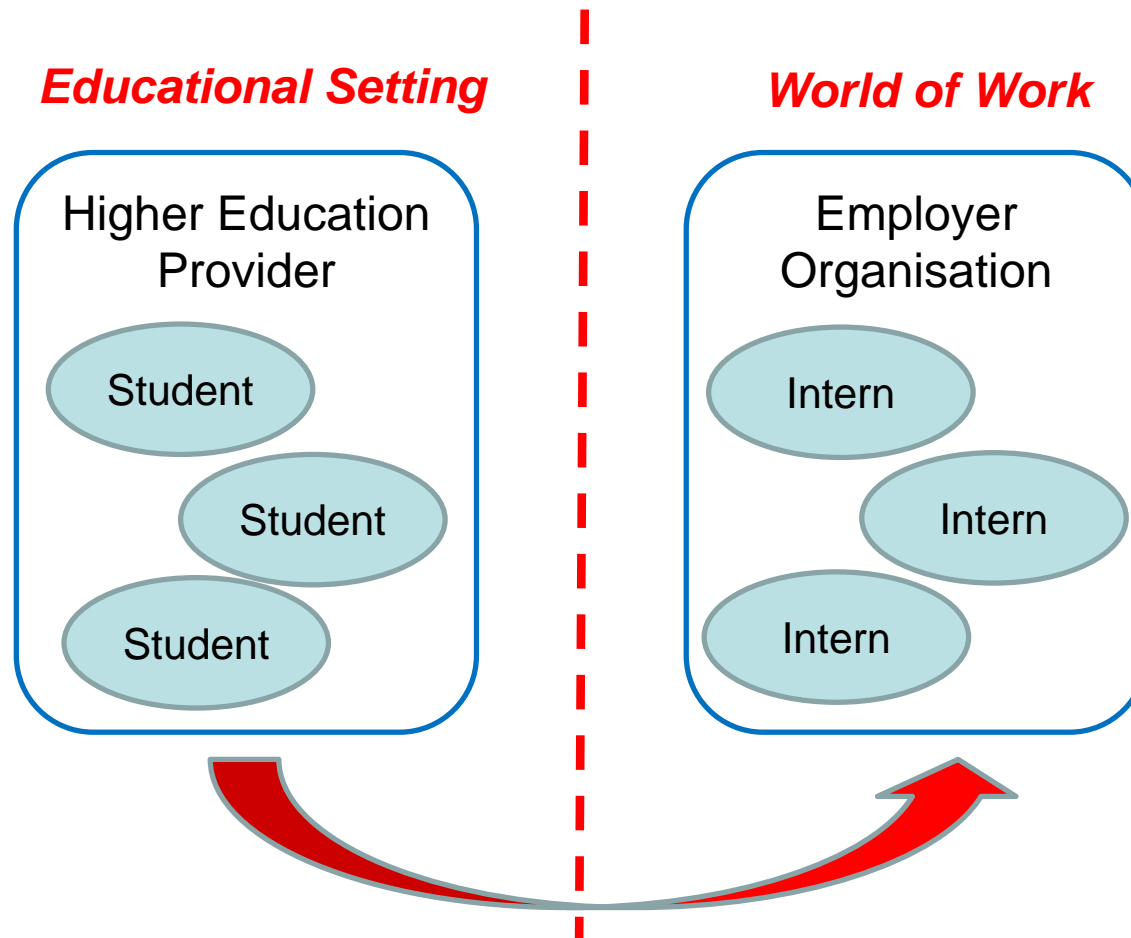 Educational Setting
Higher Education
Provider
Student
Student
Student
World of Work
Employer
Organisation
Intern
Intern
Intern